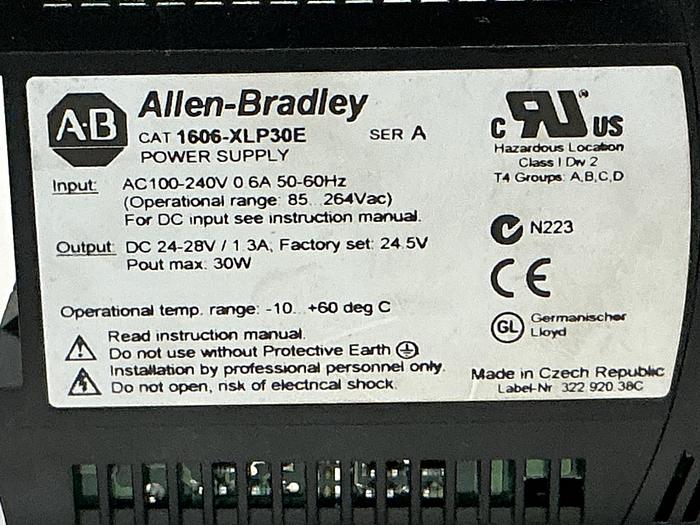 A-B Allen-Bradley
CAT 1606-XLP30E SER A
POWER SUPPLY
Input: AC100-240V 0.6A 50-60Hz
(Operational range: 85...264Vac)
For DC input see instruction manual.
Output: DC 24-28V / 1.3A, Factory set: 24.5V
Pout max: 30W
Operational temp. range: -10...+60 deg C
Read instruction manual.
Do not use without Protective Earth
Installation by professional personnel only.
Do not open, risk of electrical shock.
C RU US
Hazardous Location
Class I Div 2
T4 Groups: A,B,C,D
N223
CE
GL Germanischer
Lloyd
Made in Czech Republic
Label-Nr 322.920.38C